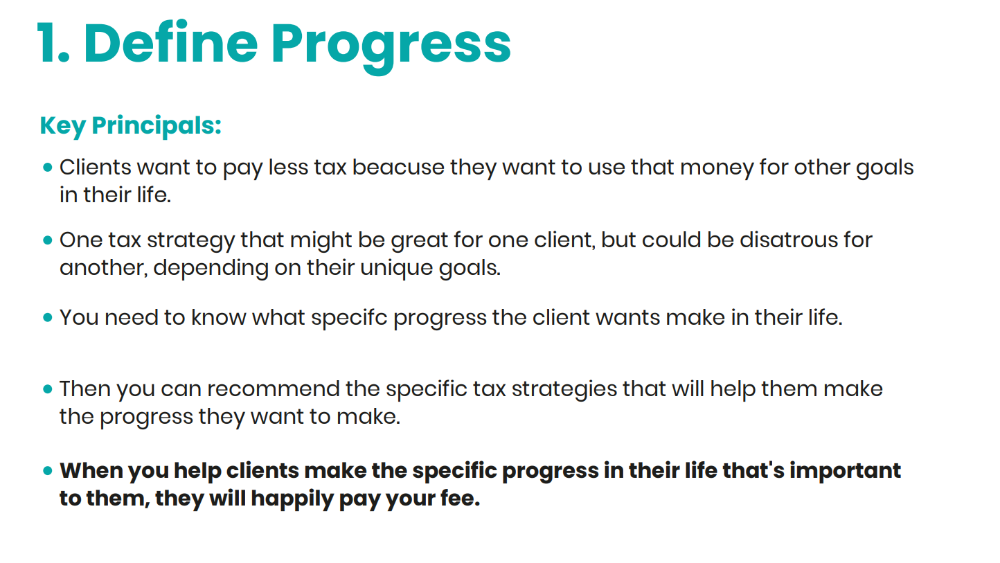 1. Define Progress
Key Principals:
• Clients want to pay less tax beacuse they want to use that money for other goals
in their life.
• One tax strategy that might be great for one client, but could be disatrous for
another, depending on their unique goals.
• You need to know what specifc progress the client wants make in their life.
• Then you can recommend the specific tax strategies that will help them make
the progress they want to make.
• When you help clients make the specific progress in their life that's important
to them, they will happily pay your fee.